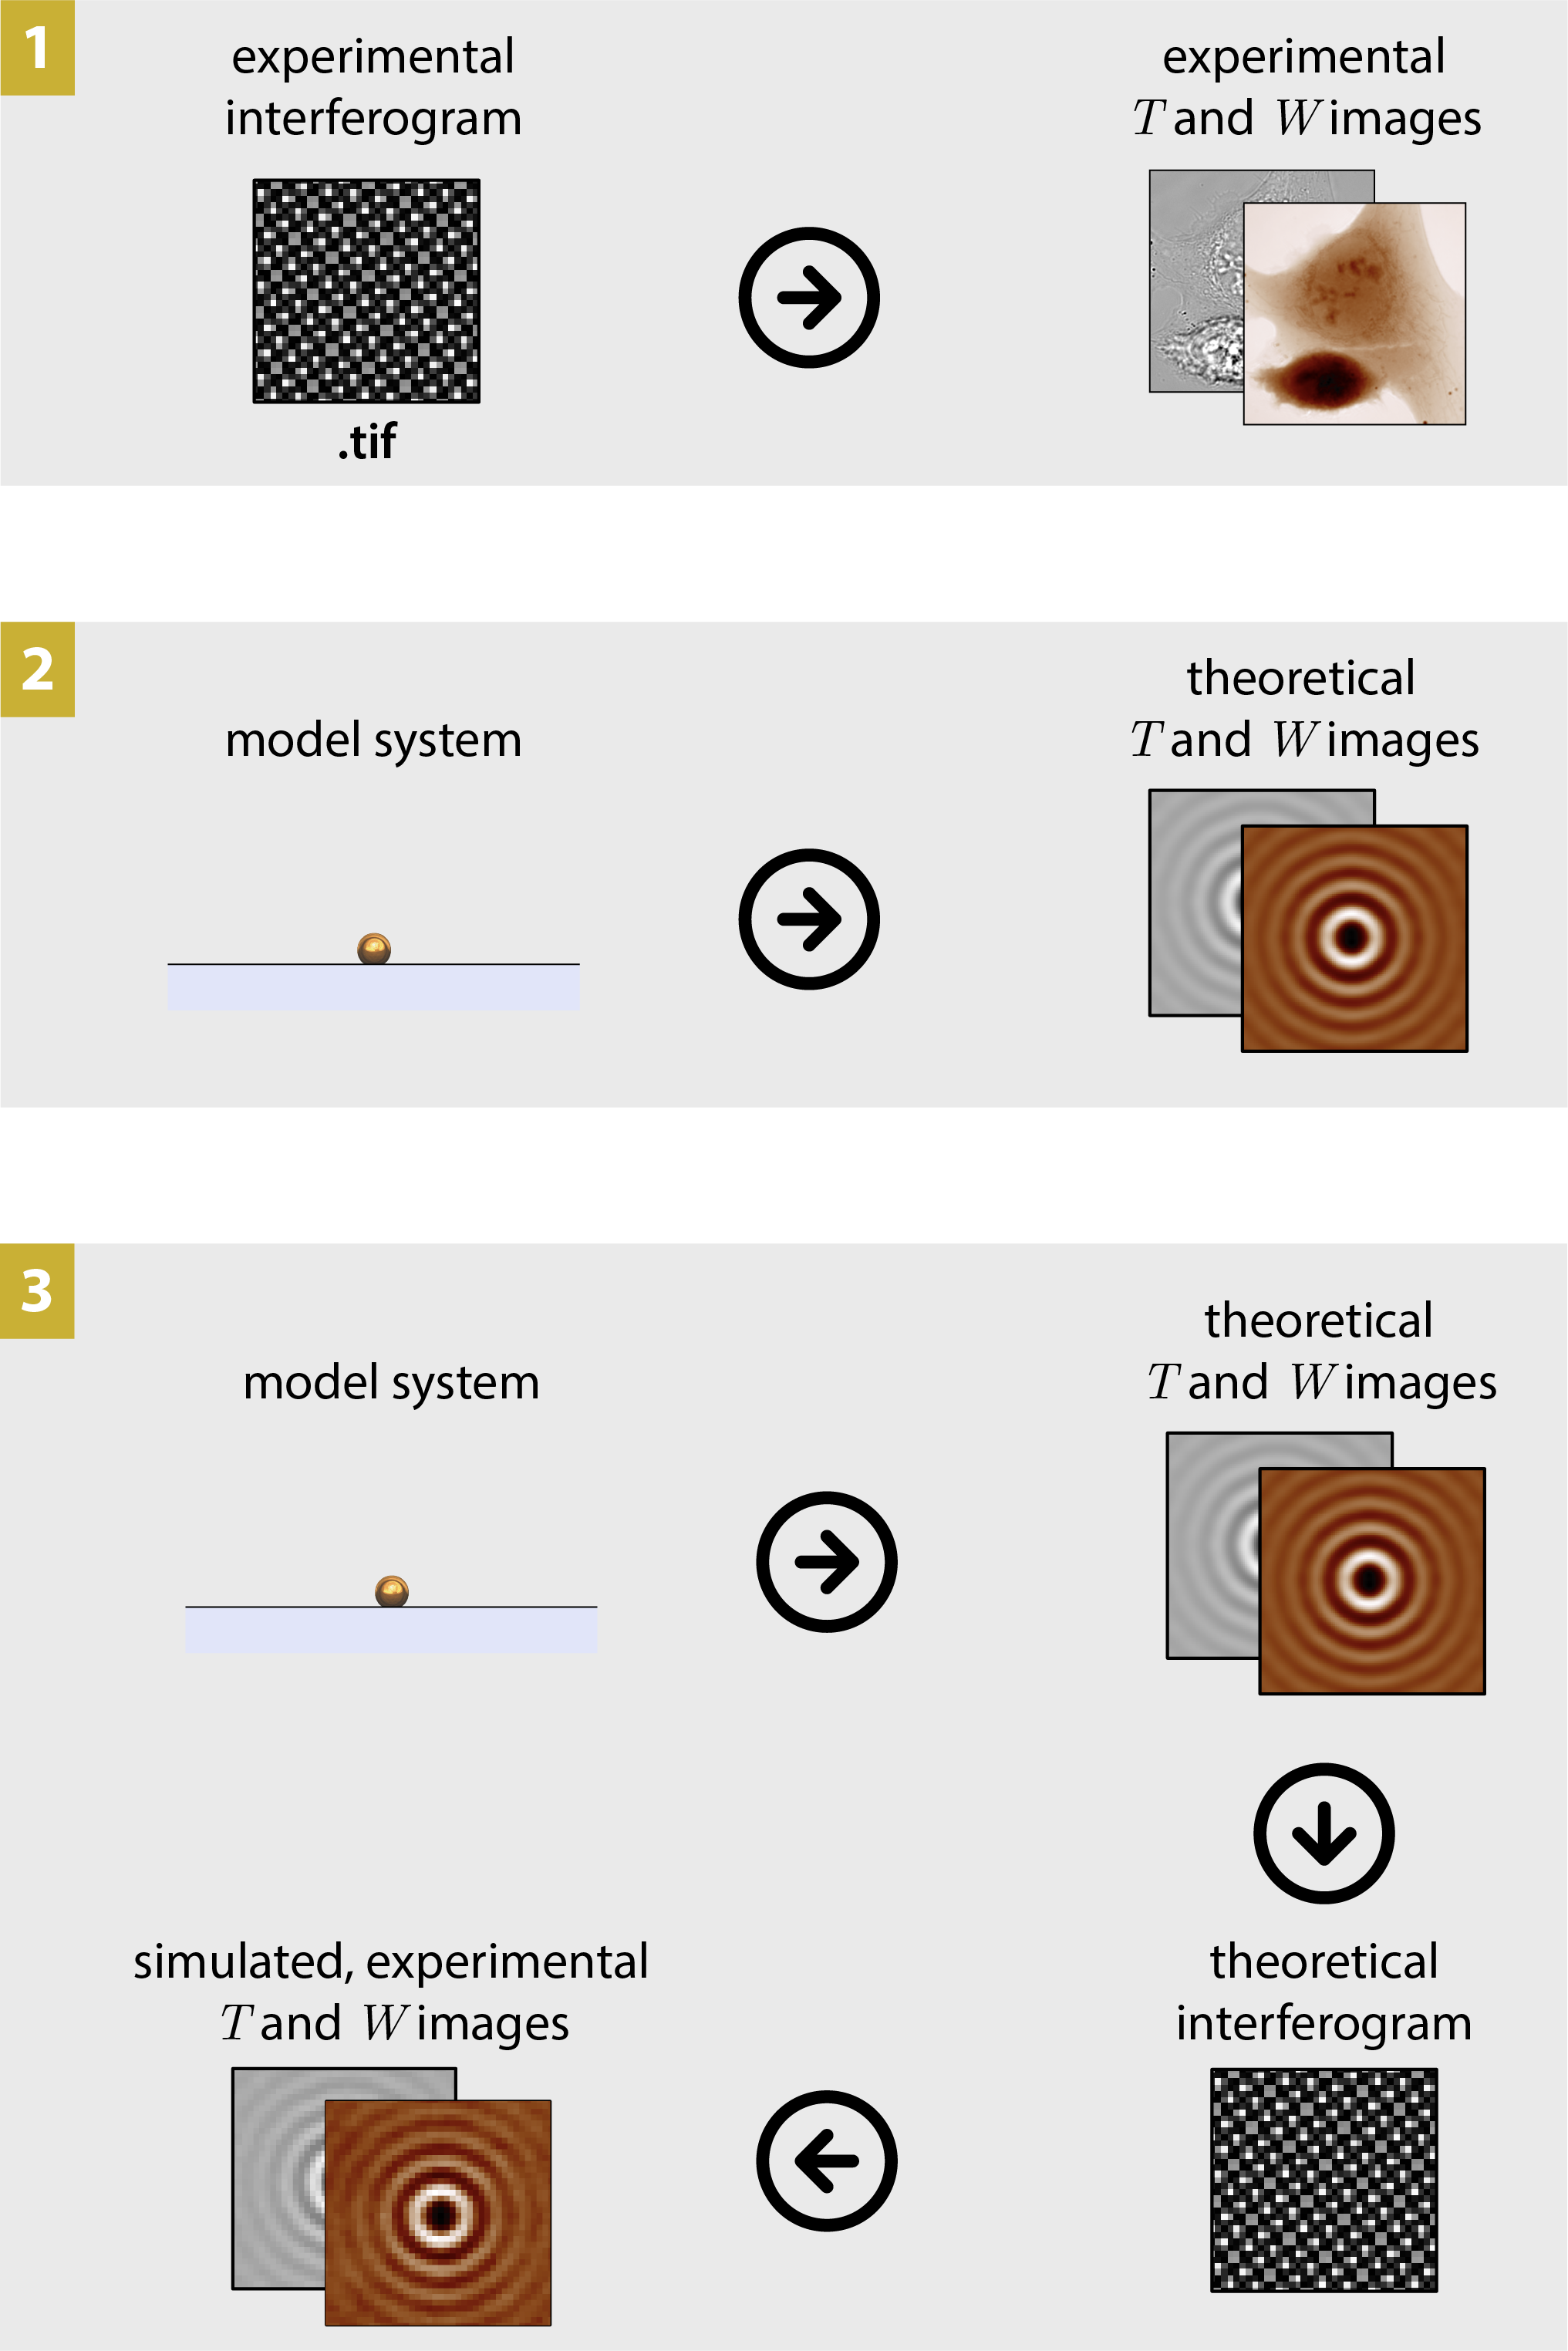 1
experimental
interferogram
.tif
experimental
T and W images
2
model system
theoretical
T and W images
3
model system
theoretical
T and W images
simulated, experimental
T and W images
theoretical
interferogram